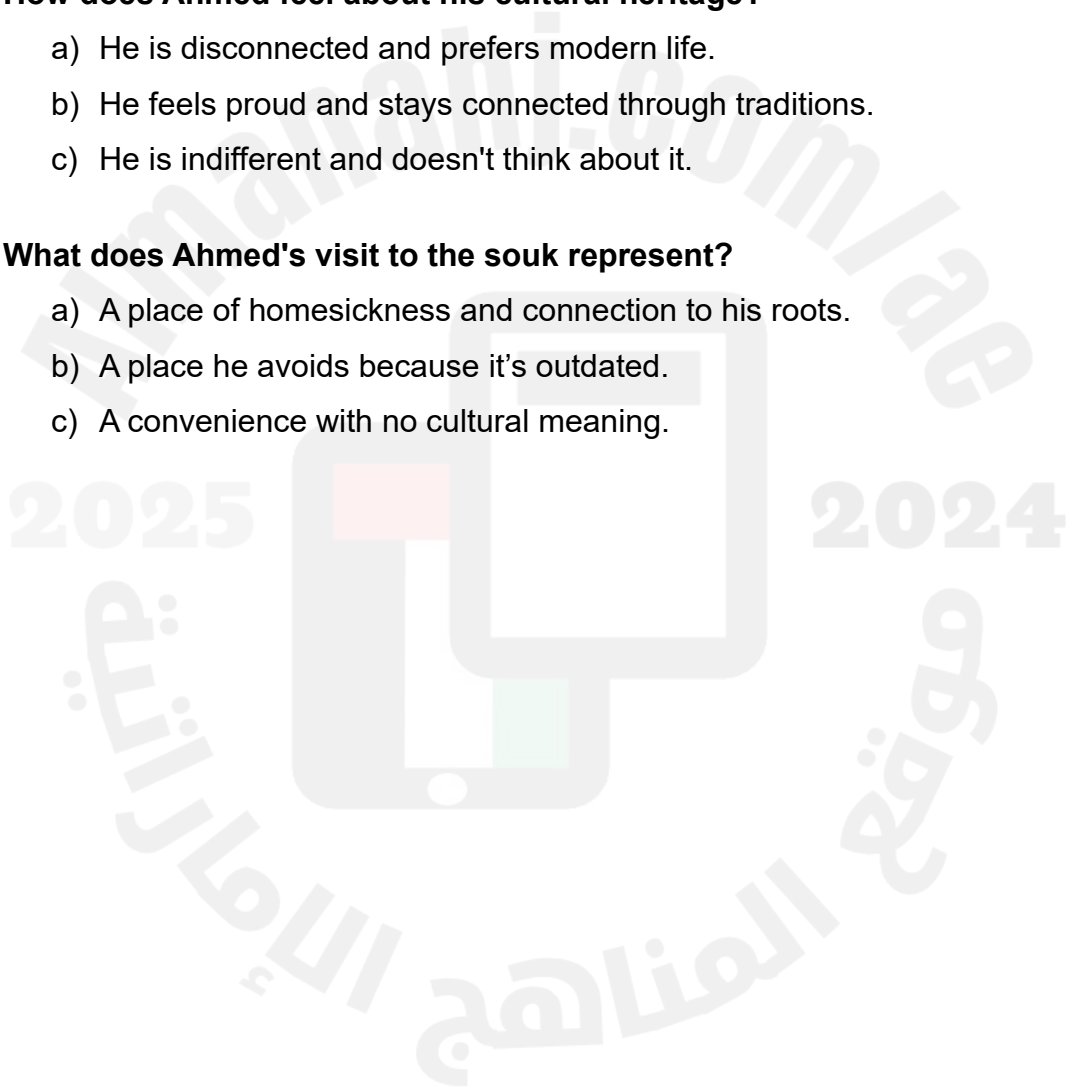 How does Ahmed feel about his cultural heritage?
a) He is disconnected and prefers modern life.
b) He feels proud and stays connected through traditions.
c) He is indifferent and doesn't think about it.
What does Ahmed's visit to the souk represent?
a) A place of homesickness and connection to his roots.
b) A place he avoids because it’s outdated.
c) A convenience with no cultural meaning.
Almanahj.com/ae
2025
2024
موقع
المناهج
الإماراتية